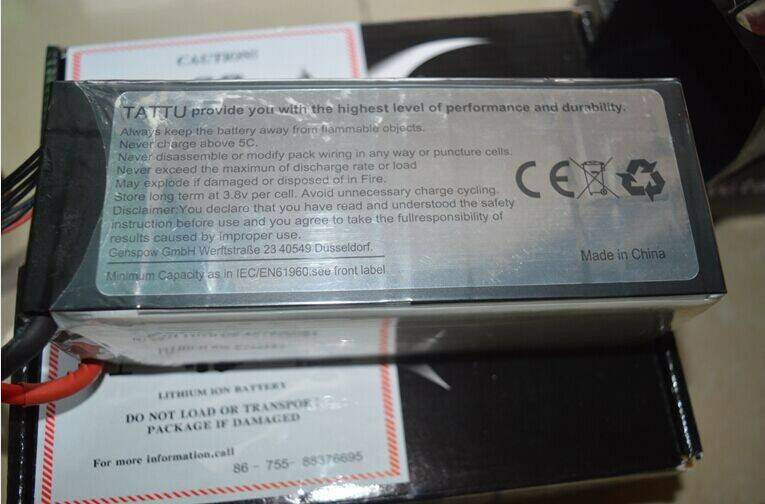 CAUTION!
TATTU provide you with the highest level of performance and durability.
Always keep the battery away from flammable objects.
Never charge above 5C.
Never disassemble or modify pack wiring in any way or puncture cells.
Never exceed the maximun of discharge rate or load
May explode if damaged or disposed of in Fire.
Store long term at 3.8v per cell. Avoid unnecessary charge cycling.
Disclaimer:You declare that you have read and understood the safety
instruction before use and you agree to take the fullresponsibility of
results caused by improper use.
Genspow GmbH Werftstraße 23 40549 Düsseldorf.
Minimum Capacity as in IEC/EN61960.see front label
CE
Made in China
LITHIUM ION BATTERY
DO NOT LOAD OR TRANSPORT
PACKAGE IF DAMAGED
For more information,call
86 - 755- 88376695